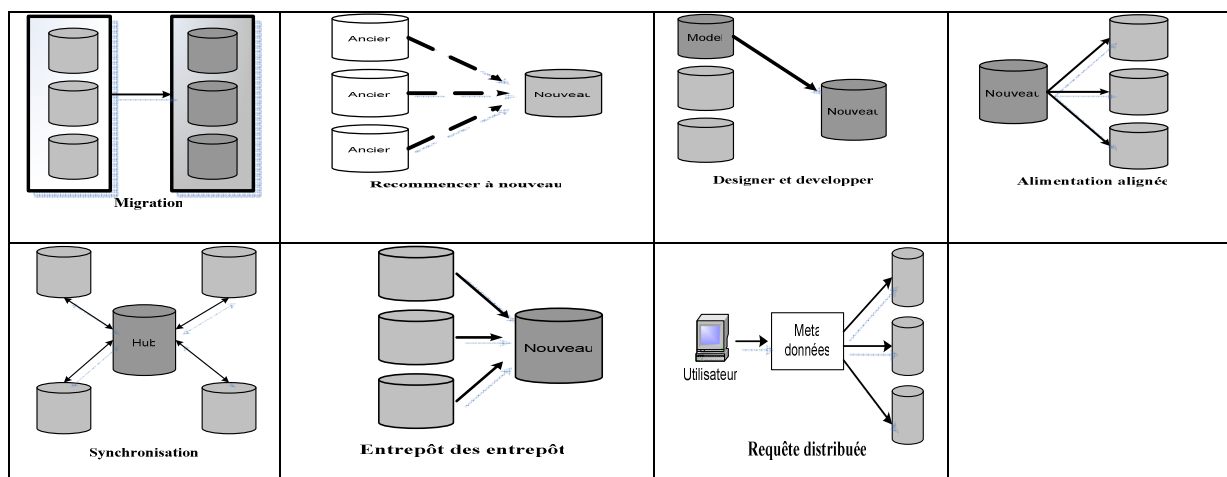 Migration
Ancier
Ancier
Ancier
Nouveau
Recommencer à nouveau
Model
Nouveau
Designer et developper
Nouveau
Alimentation alignée
Hub
Synchronisation
Nouveau
Entrepôt des entrepôt
Utilisateur
Meta
données
Requête distribuée